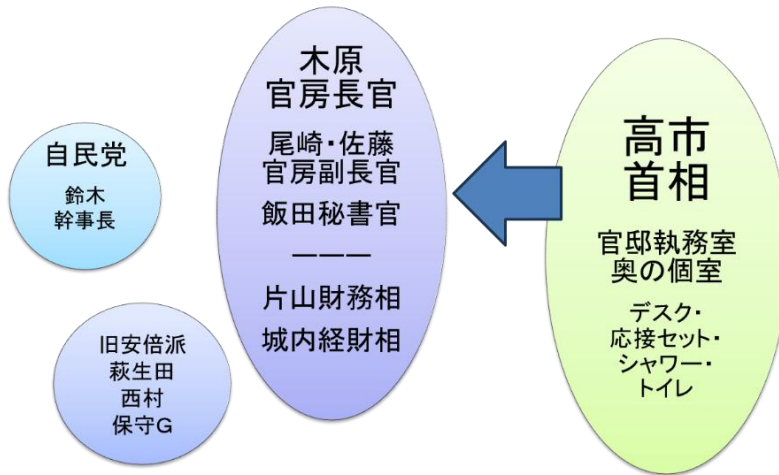 自民党
鈴木
幹事長
旧安倍派
萩生田
西村
保守G
木原
官房長官
尾崎・佐藤
官房副長官
飯田秘書官
———
片山財務相
城内経財相
高市
首相
官邸執務室
奥の個室
デスク・
応接セット・
シャワー・
トイレ